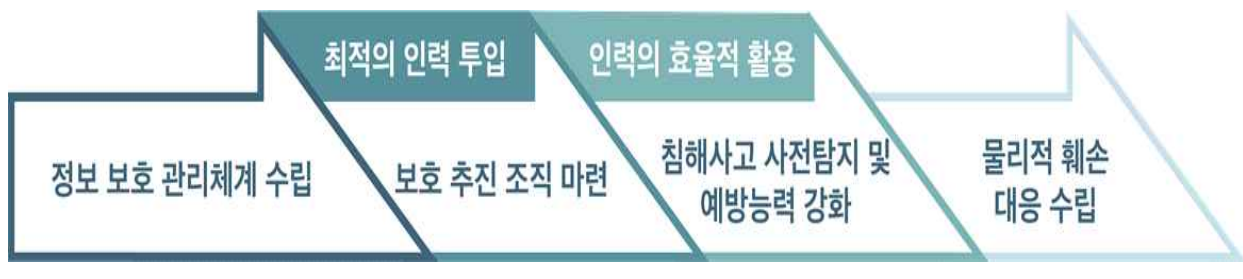 최적의 인력 투입
인력의 효율적 활용
정보 보호 관리체계 수립
보호 추진 조직 마련
침해사고 사전탐지 및
예방능력 강화
물리적 훼손
대응 수립